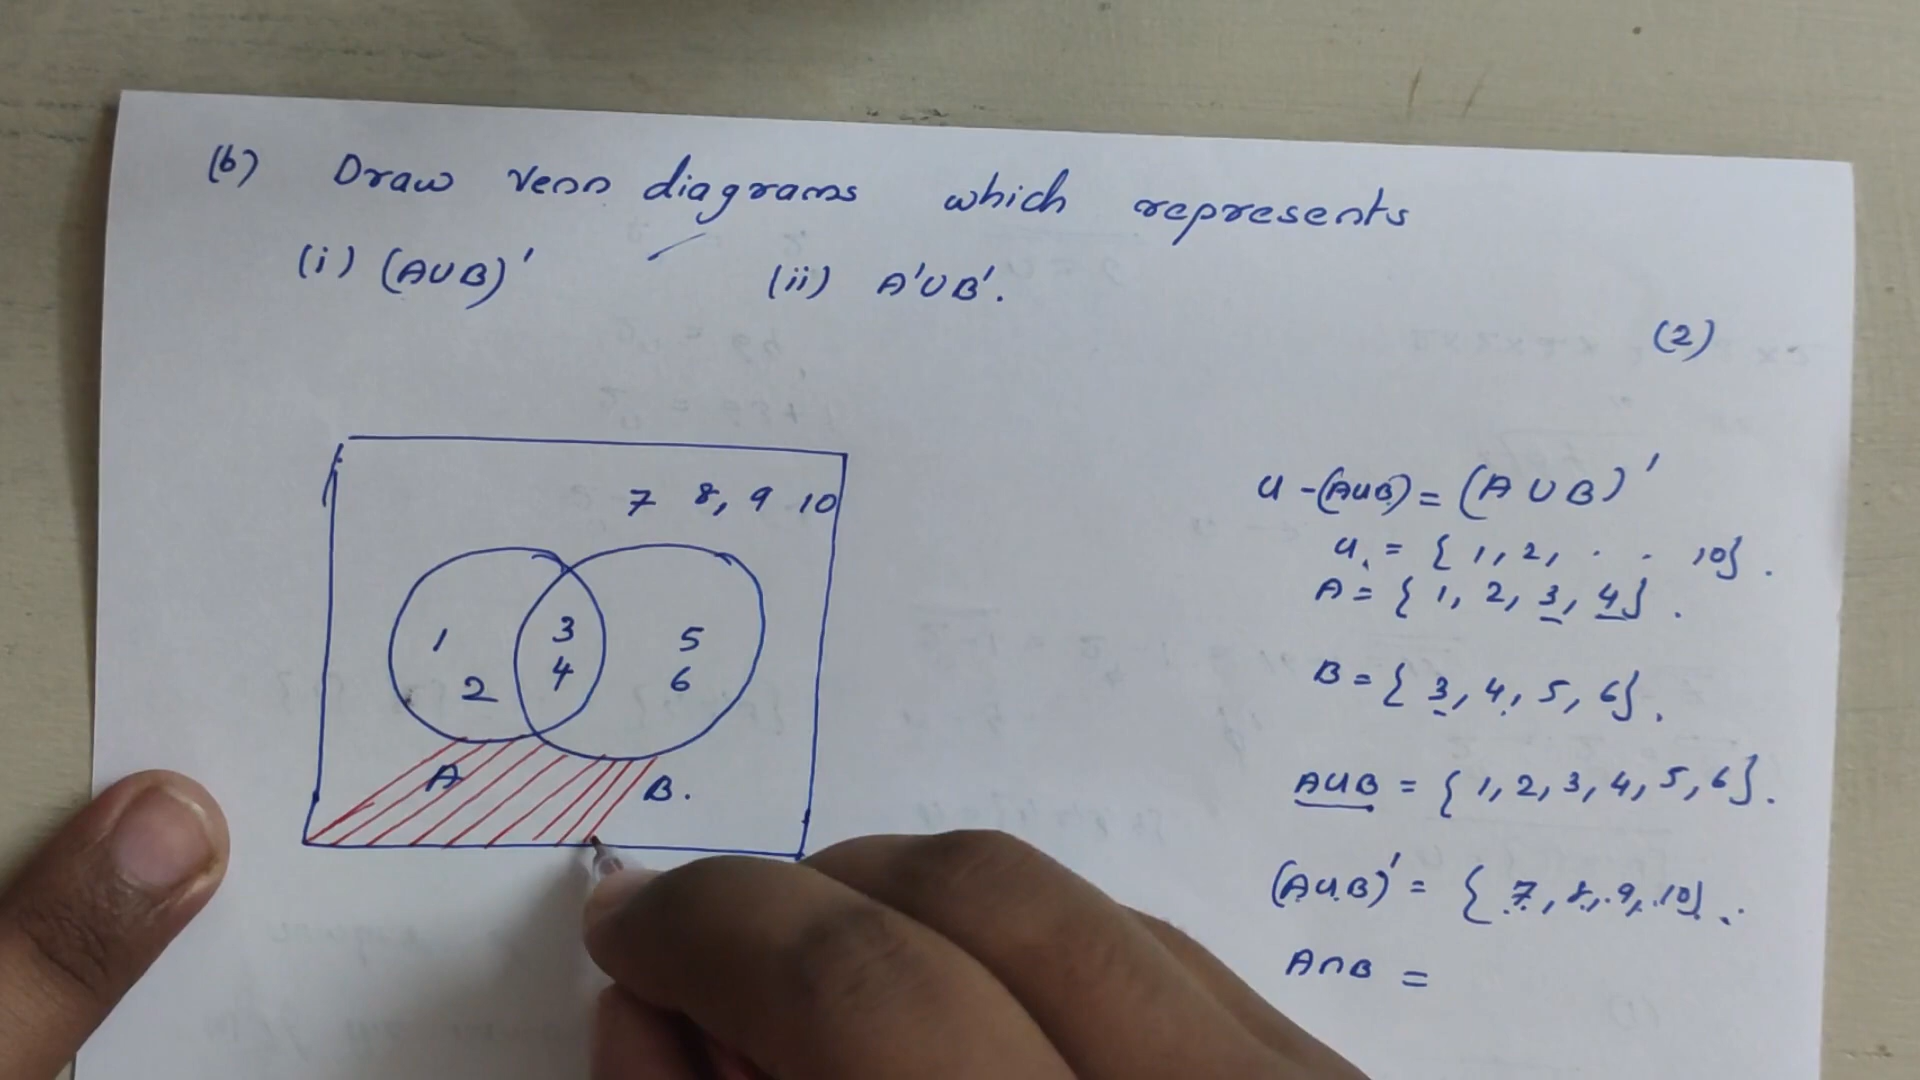 (b) Draw Venn diagrams which represents
(i) (A∪B)' (ii) A'∪B'.
(2)
7 8, 9 10
1 3 5
2 4 6
A B.
U -(A∪B) = (A ∪ B)'
U = { 1, 2, . . 10} .
A = { 1, 2, 3, 4} .
B = { 3, 4, 5, 6} .
A∪B = { 1, 2, 3, 4, 5, 6} .
(A∪B)' = { 7, 8, 9, 10} .
A∩B =